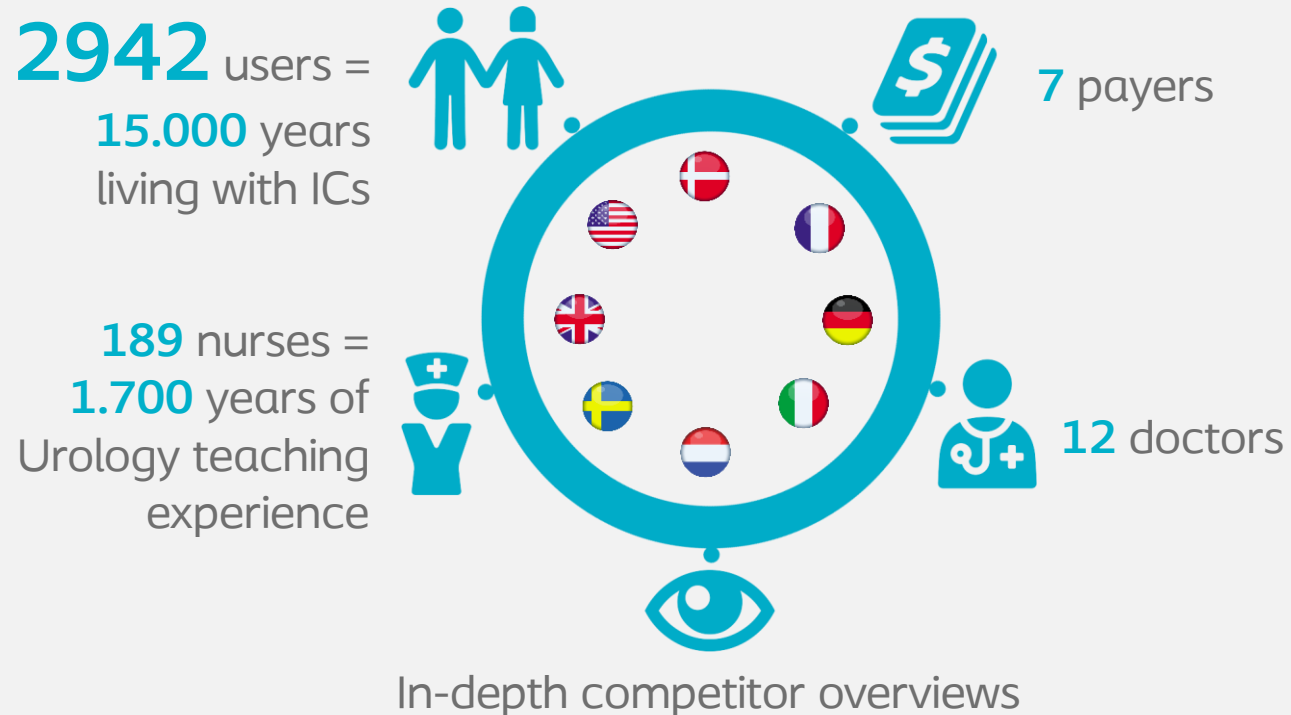 2942 users =
15.000 years
living with ICs
$
7 payers
189 nurses =
1.700 years of
Urology teaching
experience
12 doctors
In-depth competitor overviews